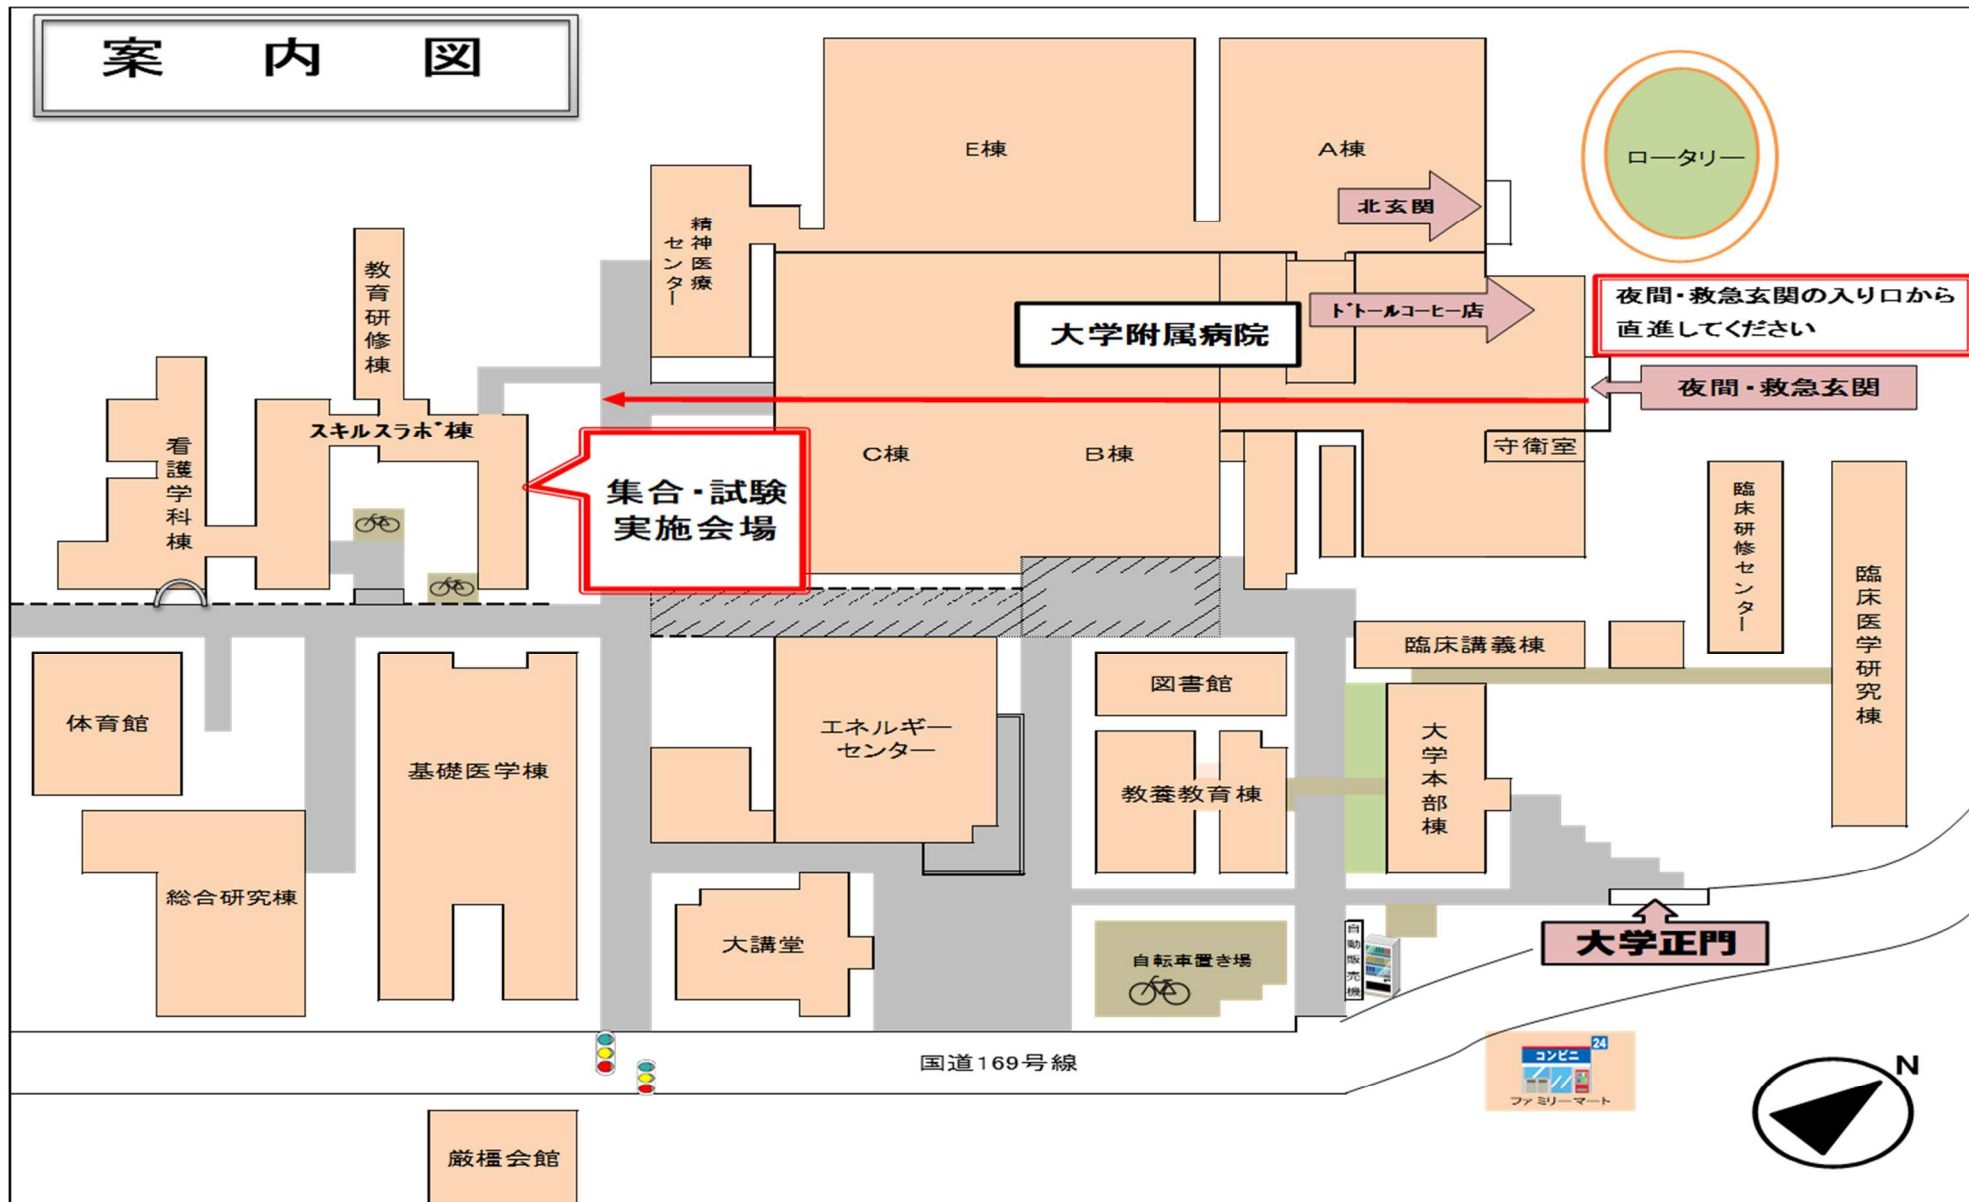 案内図
E棟
A棟
ロータリー
北玄関
精神医療
センター
教育研修棟
大学附属病院
ドトールコーヒー店
夜間・救急玄関の入り口から
直進してください
夜間・救急玄関
スキルスラボ棟
看護学科棟
集合・試験
実施会場
C棟
B棟
守衛室
臨床研修センター
臨床医学研究棟
臨床講義棟
図書館
体育館
基礎医学棟
エネルギー
センター
教養教育棟
大学本部棟
総合研究棟
大講堂
自転車置き場
自動販売機
大学正門
国道169号線
24
コンビニ
ファミリーマート
N
厳橿会館